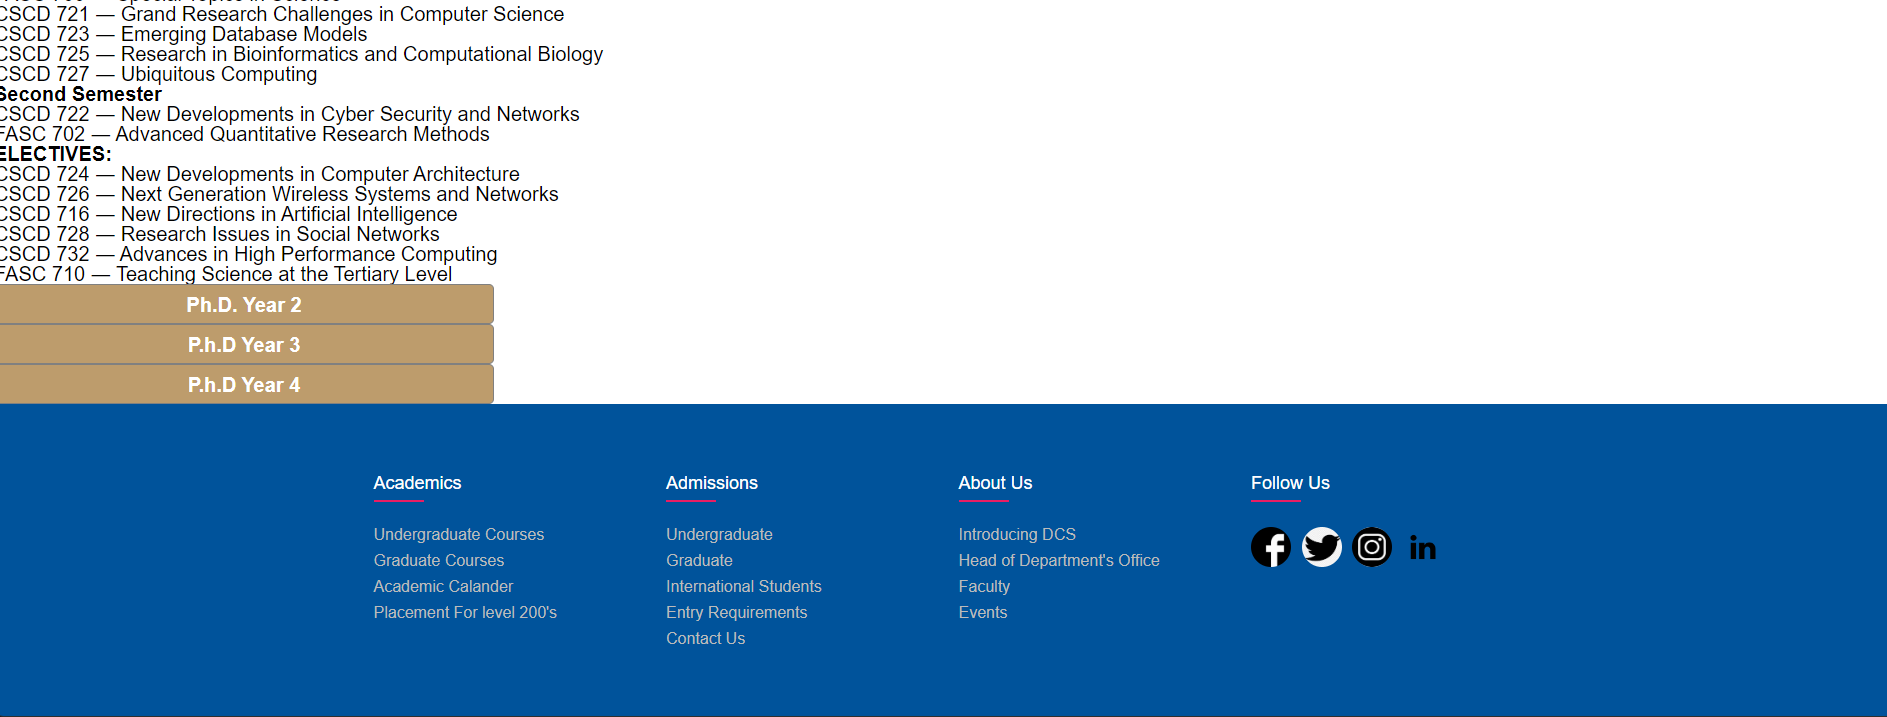 CSCD 721 — Grand Research Challenges in Computer Science
CSCD 723 — Emerging Database Models
CSCD 725 — Research in Bioinformatics and Computational Biology
CSCD 727 — Ubiquitous Computing
Second Semester
CSCD 722 — New Developments in Cyber Security and Networks
FASC 702 — Advanced Quantitative Research Methods
ELECTIVES:
CSCD 724 — New Developments in Computer Architecture
CSCD 726 — Next Generation Wireless Systems and Networks
CSCD 716 — New Directions in Artificial Intelligence
CSCD 728 — Research Issues in Social Networks
CSCD 732 — Advances in High Performance Computing
FASC 710 — Teaching Science at the Tertiary Level
Ph.D. Year 2
P.h.D Year 3
P.h.D Year 4
Academics
Undergraduate Courses
Graduate Courses
Academic Calander
Placement For level 200's
Admissions
Undergraduate
Graduate
International Students
Entry Requirements
Contact Us
About Us
Introducing DCS
Head of Department's Office
Faculty
Events
Follow Us
in